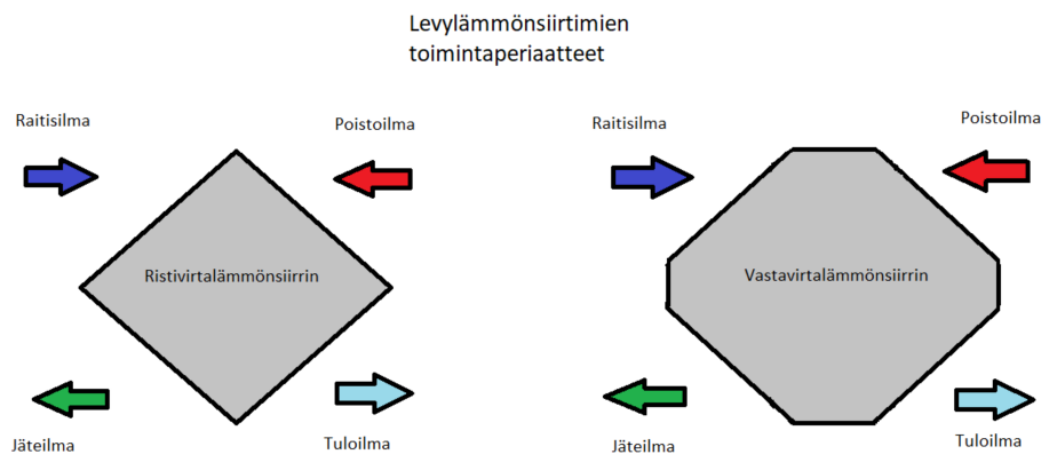 Levylämmönsiirtimien
toimintaperiaatteet
Raitisilma
Poistoilma
Ristivirtalämmönsiirrin
Jäteilma
Tuloilma
Raitisilma
Poistoilma
Vastavirtalämmönsiirrin
Jäteilma
Tuloilma